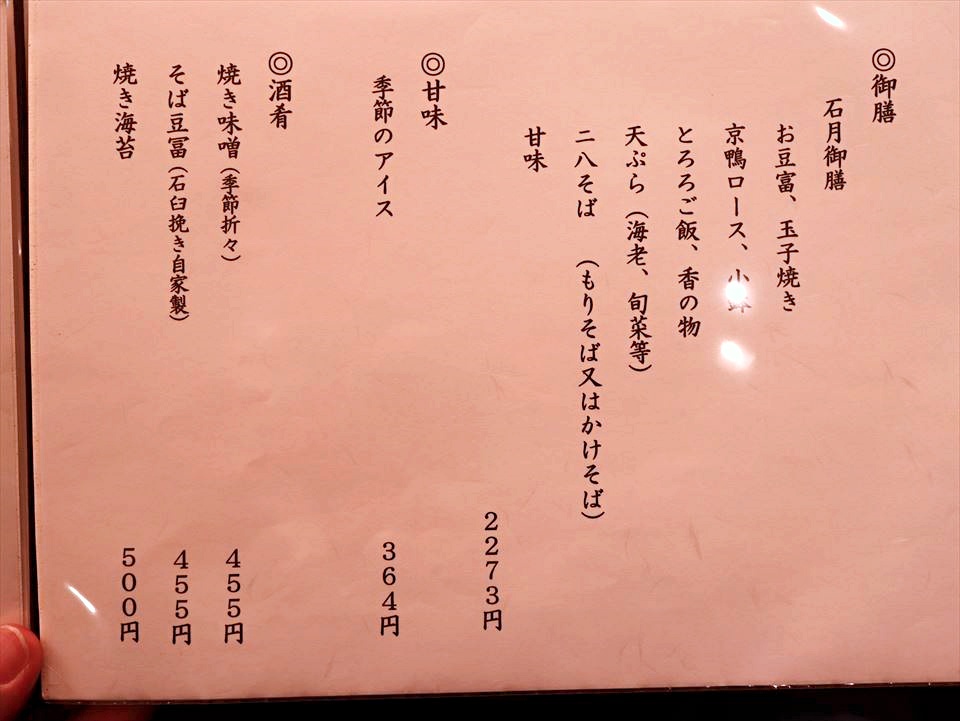 ◎御膳
石月御膳
お豆富、玉子焼き
京鴨ロース、小鉢
とろろご飯、香の物
天ぷら（海老、旬菜等）
二八そば　（もりそば又はかけそば）
甘味
２２７３円
◎甘味
季節のアイス　３６４円
◎酒肴
焼き味噌（季節折々）　４５５円
そば豆冨（石臼挽き自家製）　４５５円
焼き海苔　５００円